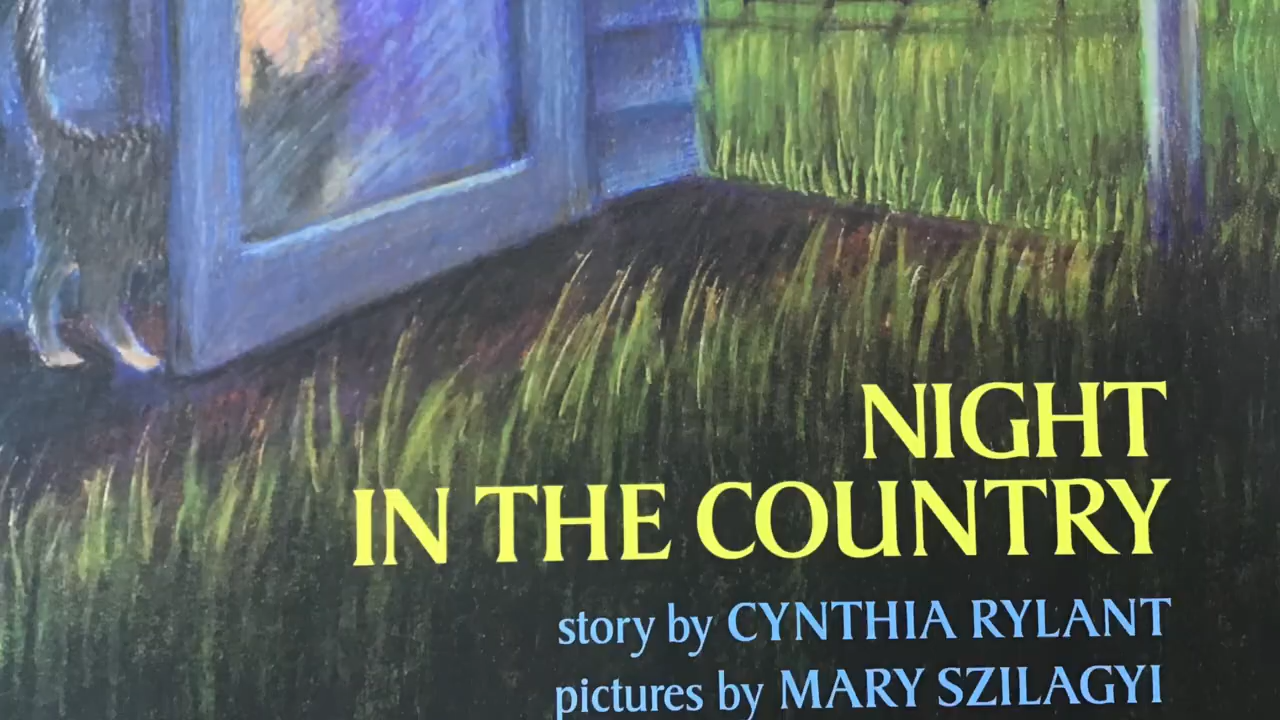 NIGHT
IN THE COUNTRY
story by CYNTHIA RYLANT
pictures by MARY SZILAGYI